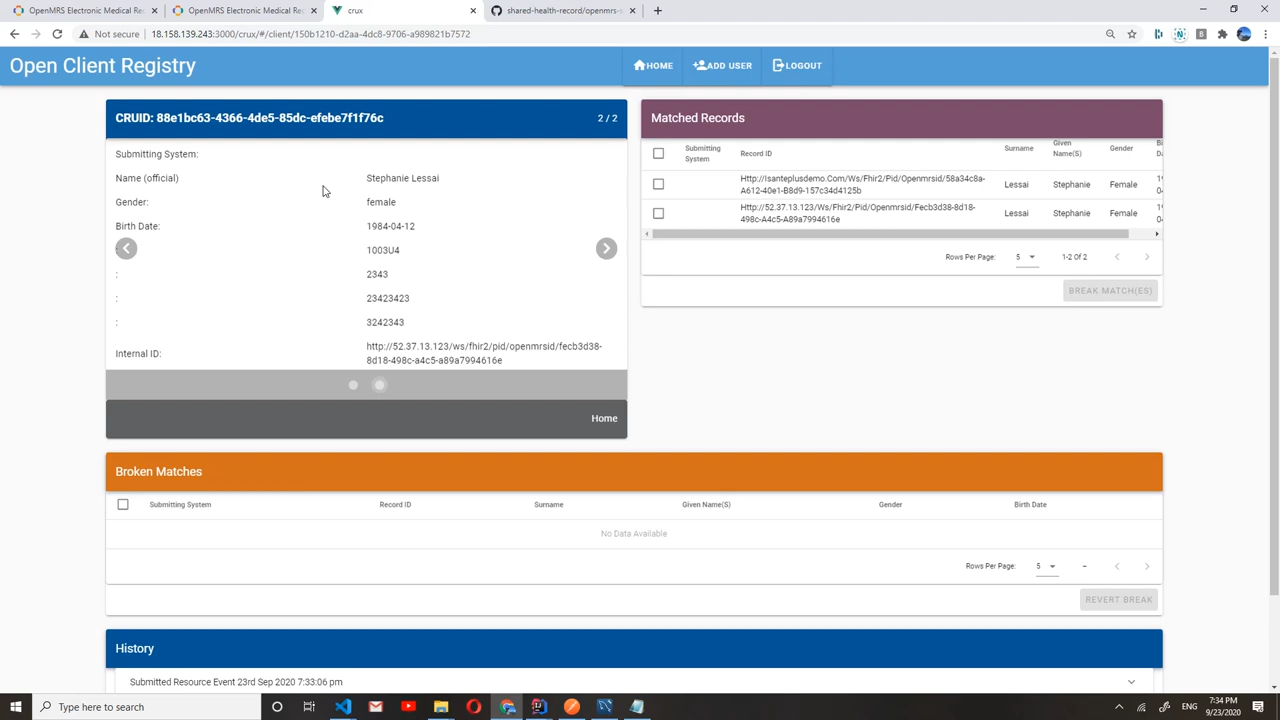 OpenMRS Electronic Medical Rec
OpenMRS Electronic Medical Rec
crux
shared-health-record/openmrs-s
Not secure
18.158.139.243:3000/crux/#/client/150b1210-d2aa-4dc8-9706-a989821b7572
Open Client Registry
HOME
ADD USER
LOGOUT
CRUID: 88e1bc63-4366-4de5-85dc-efebe7f1f76c
2 / 2
Submitting System:
Name (official)
Stephanie Lessai
Gender:
female
Birth Date:
1984-04-12
:
1003U4
:
2343
:
23423423
:
3242343
Internal ID:
http://52.37.13.123/ws/fhir2/pid/openmrsid/fecb3d38-
8d18-498c-a4c5-a89a7994616e
Home
Matched Records
Submitting
System
Record ID
Surname
Given
Name(S)
Gender
Http://Isanteplusdemo.Com/Ws/Fhir2/Pid/Openmrsid/58a34c8a-
A612-40e1-B8d9-157c34d4125b
Lessai
Stephanie
Female
Http://52.37.13.123/Ws/Fhir2/Pid/Openmrsid/Fecb3d38-8d18-
498c-A4c5-A89a7994616e
Lessai
Stephanie
Female
Rows Per Page:
5
1-2 Of 2
BREAK MATCH(ES)
Broken Matches
Submitting System
Record ID
Surname
Given Name(S)
Gender
Birth Date
No Data Available
Rows Per Page:
5
–
REVERT BREAK
History
Submitted Resource Event 23rd Sep 2020 7:33:06 pm
Type here to search
ENG
7:34 PM
9/23/2020